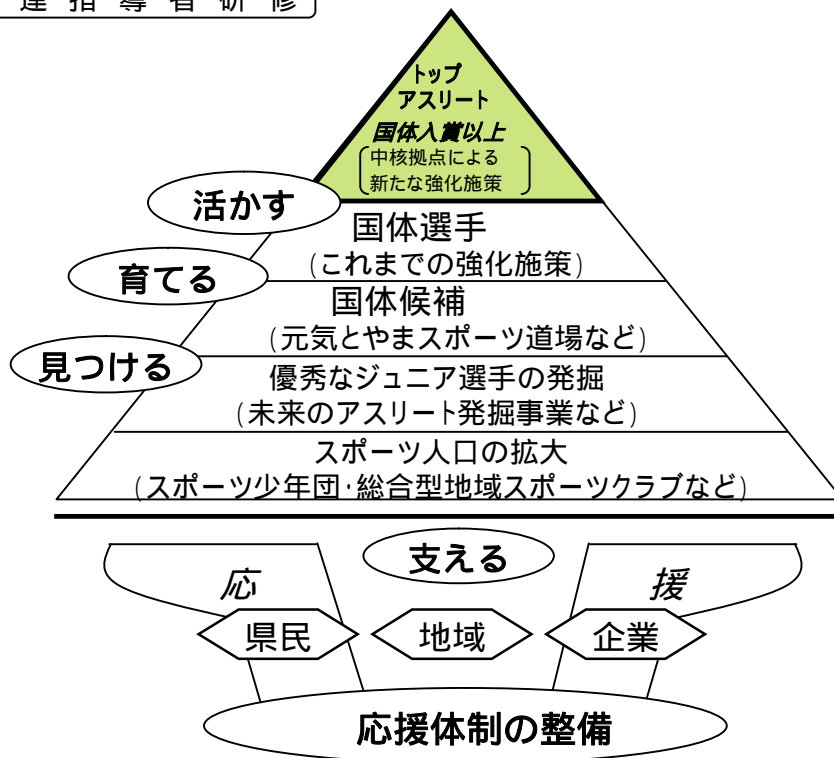 達指導者研修
トップ
アスリート
国体入賞以上
中核拠点による
新たな強化施策
活かす
国体選手
(これまでの強化施策)
育てる
国体候補
(元気とやまスポーツ道場など)
見つける
優秀なジュニア選手の発掘
(未来のアスリート発掘事業など)
スポーツ人口の拡大
(スポーツ少年団・総合型地域スポーツクラブなど)
支える
応 援
県民 地域 企業
応援体制の整備